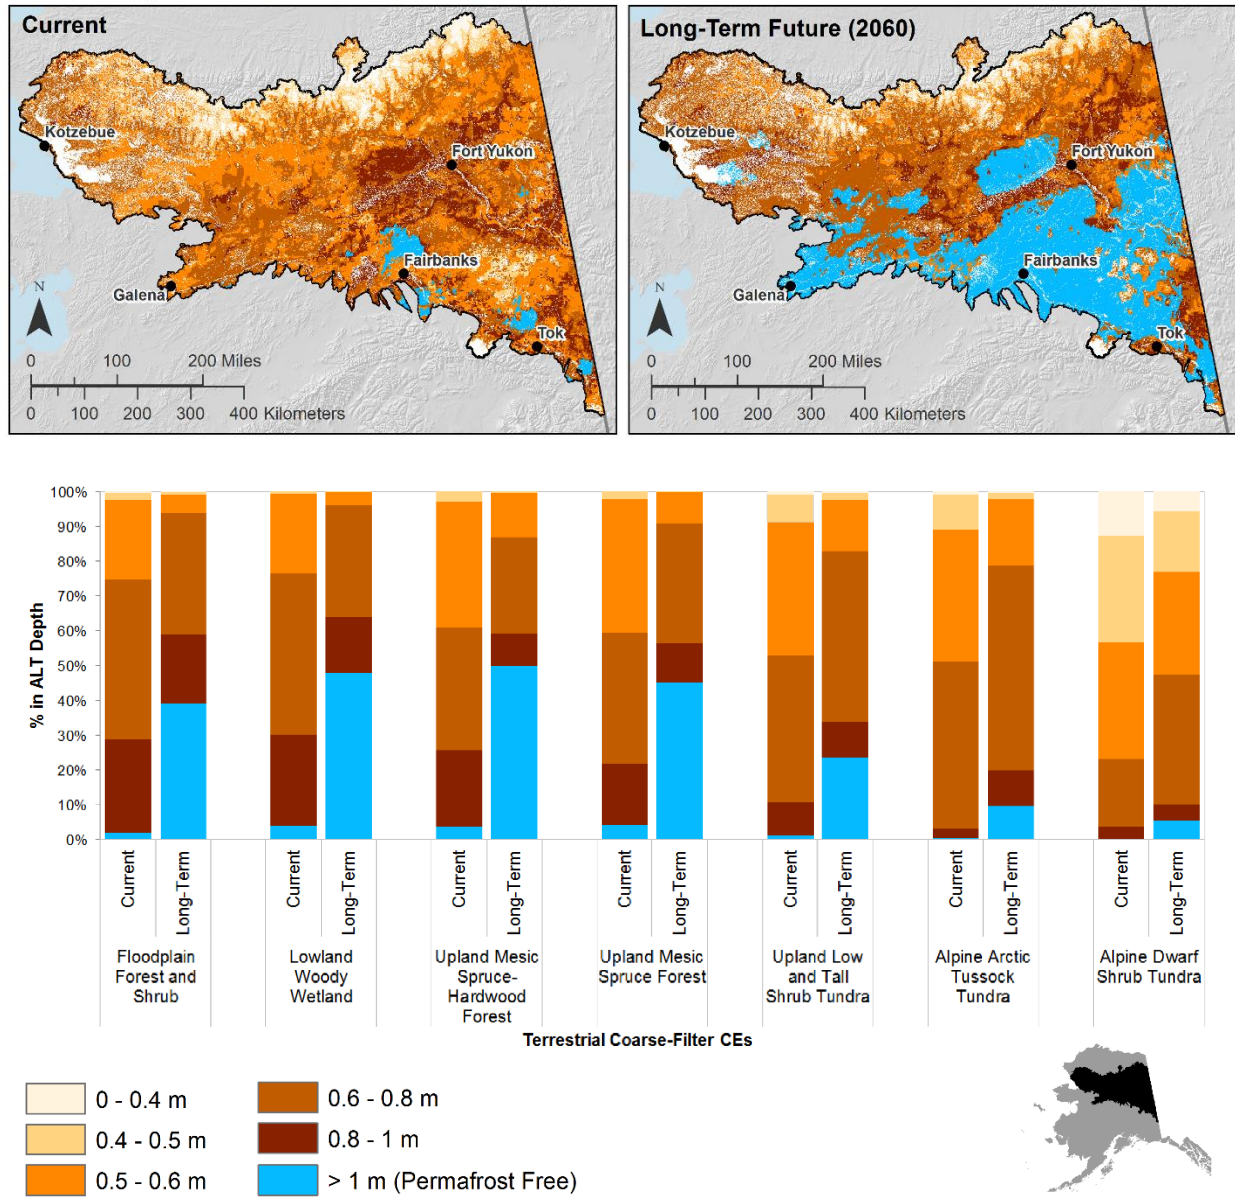 Current
Kotzebue
Fort Yukon
Fairbanks
Galena
Tok
N
0 100 200 Miles
0 100 200 300 400 Kilometers
Long-Term Future (2060)
Kotzebue
Fort Yukon
Fairbanks
Galena
Tok
N
0 100 200 Miles
0 100 200 300 400 Kilometers
% in ALT Depth
100%
90%
80%
70%
60%
50%
40%
30%
20%
10%
0%
Current Long-Term Current Long-Term Current Long-Term Current Long-Term Current Long-Term Current Long-Term Current Long-Term
Floodplain
Forest and
Shrub
Lowland
Woody
Wetland
Upland Mesic
Spruce-
Hardwood
Forest
Upland Mesic
Spruce Forest
Upland Low
and Tall
Shrub Tundra
Alpine Arctic
Tussock
Tundra
Alpine Dwarf
Shrub Tundra
Terrestrial Coarse-Filter CEs
0 - 0.4 m
0.4 - 0.5 m
0.5 - 0.6 m
0.6 - 0.8 m
0.8 - 1 m
> 1 m (Permafrost Free)